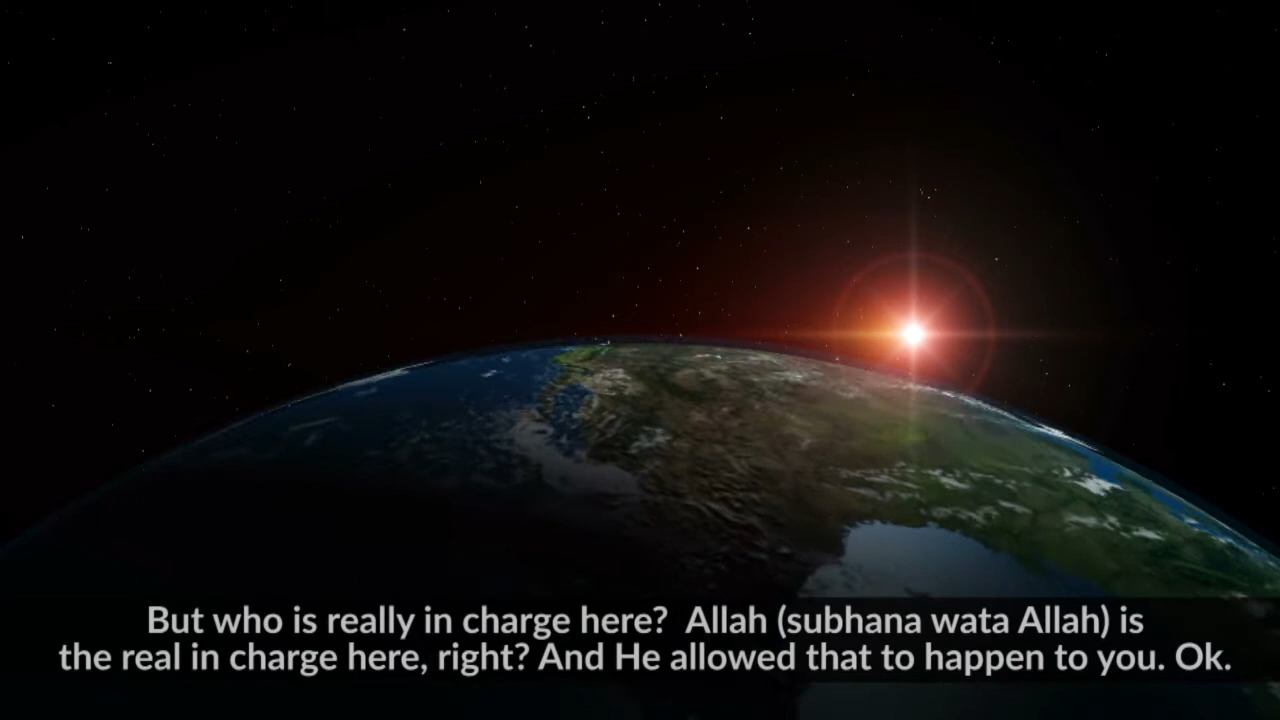 But who is really in charge here?  Allah (subhana wata Allah) is
the real in charge here, right? And He allowed that to happen to you. Ok.